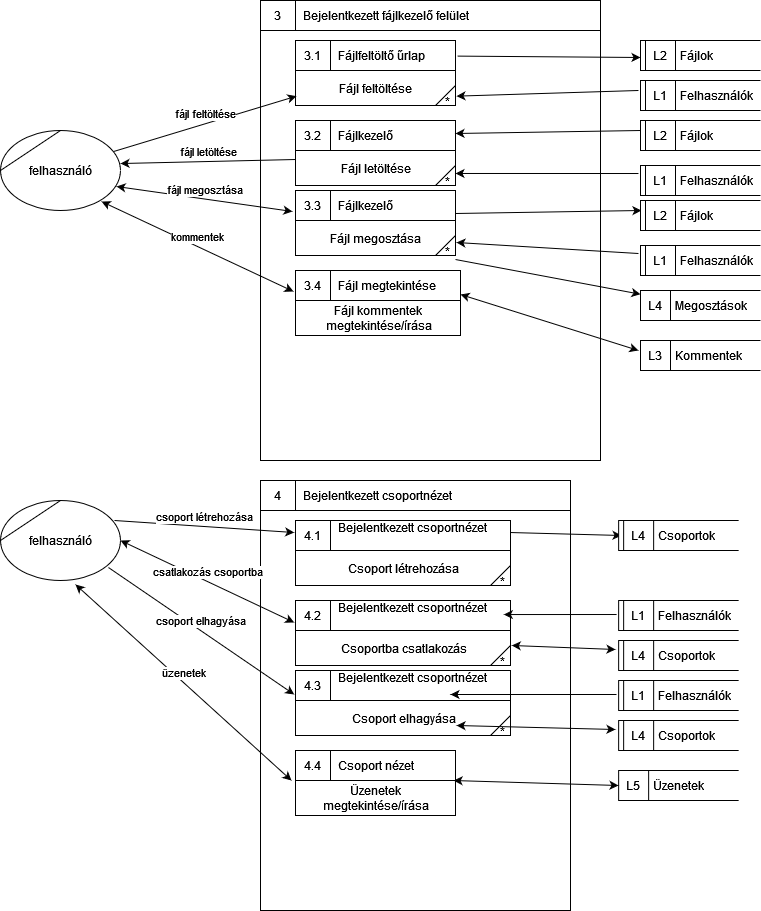 3 Bejelentkezett fájlkezelő felület
3.1 Fájlfeltöltő űrlap
Fájl feltöltése
*
L2 Fájlok
L1 Felhasználók
fájl feltöltése
felhasználó
3.2 Fájlkezelő
Fájl letöltése
*
L2 Fájlok
L1 Felhasználók
fájl letöltése
3.3 Fájlkezelő
Fájl megosztása
*
L2 Fájlok
L1 Felhasználók
fájl megosztása
L4 Megosztások
kommentek
3.4 Fájl megtekintése
Fájl kommentek
megtekintése/írása
L3 Kommentek
4 Bejelentkezett csoportnézet
felhasználó
csoport létrehozása
4.1 Bejelentkezett csoportnézet
Csoport létrehozása
*
L4 Csoportok
csatlakozás csoportba
4.2 Bejelentkezett csoportnézet
Csoportba csatlakozás
*
L1 Felhasználók
L4 Csoportok
csoport elhagyása
4.3 Bejelentkezett csoportnézet
Csoport elhagyása
*
L1 Felhasználók
L4 Csoportok
üzenetek
4.4 Csoport nézet
Üzenetek
megtekintése/írása
L5 Üzenetek